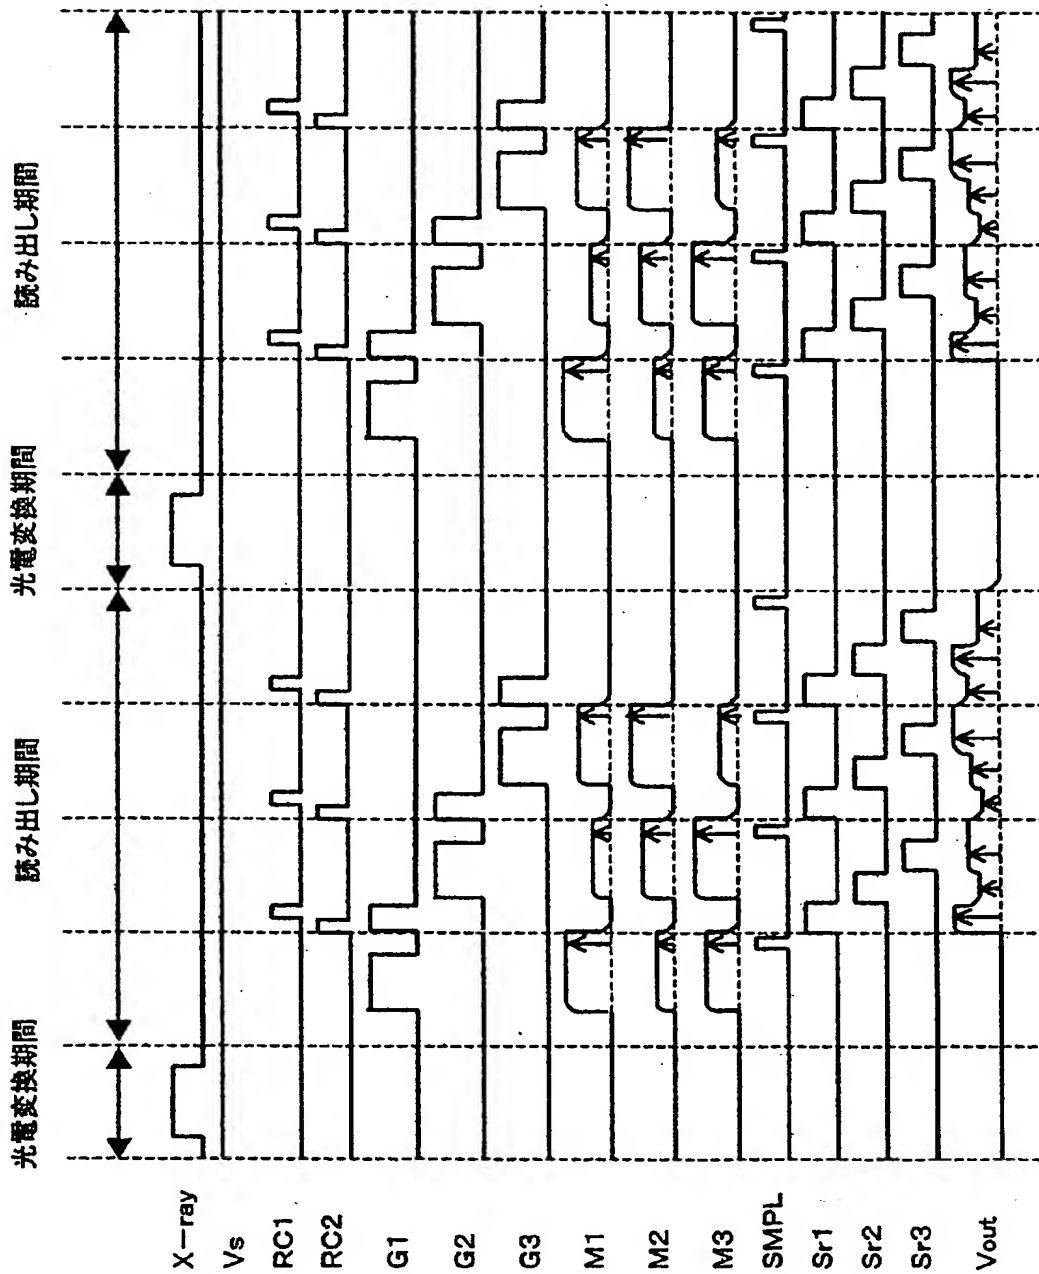 光電変換期間
読み出し期間
光電変換期間
読み出し期間
X-ray
Vs
RC1
RC2
G1
G2
G3
M1
M2
M3
SMPL
Sr1
Sr2
Sr3
Vout